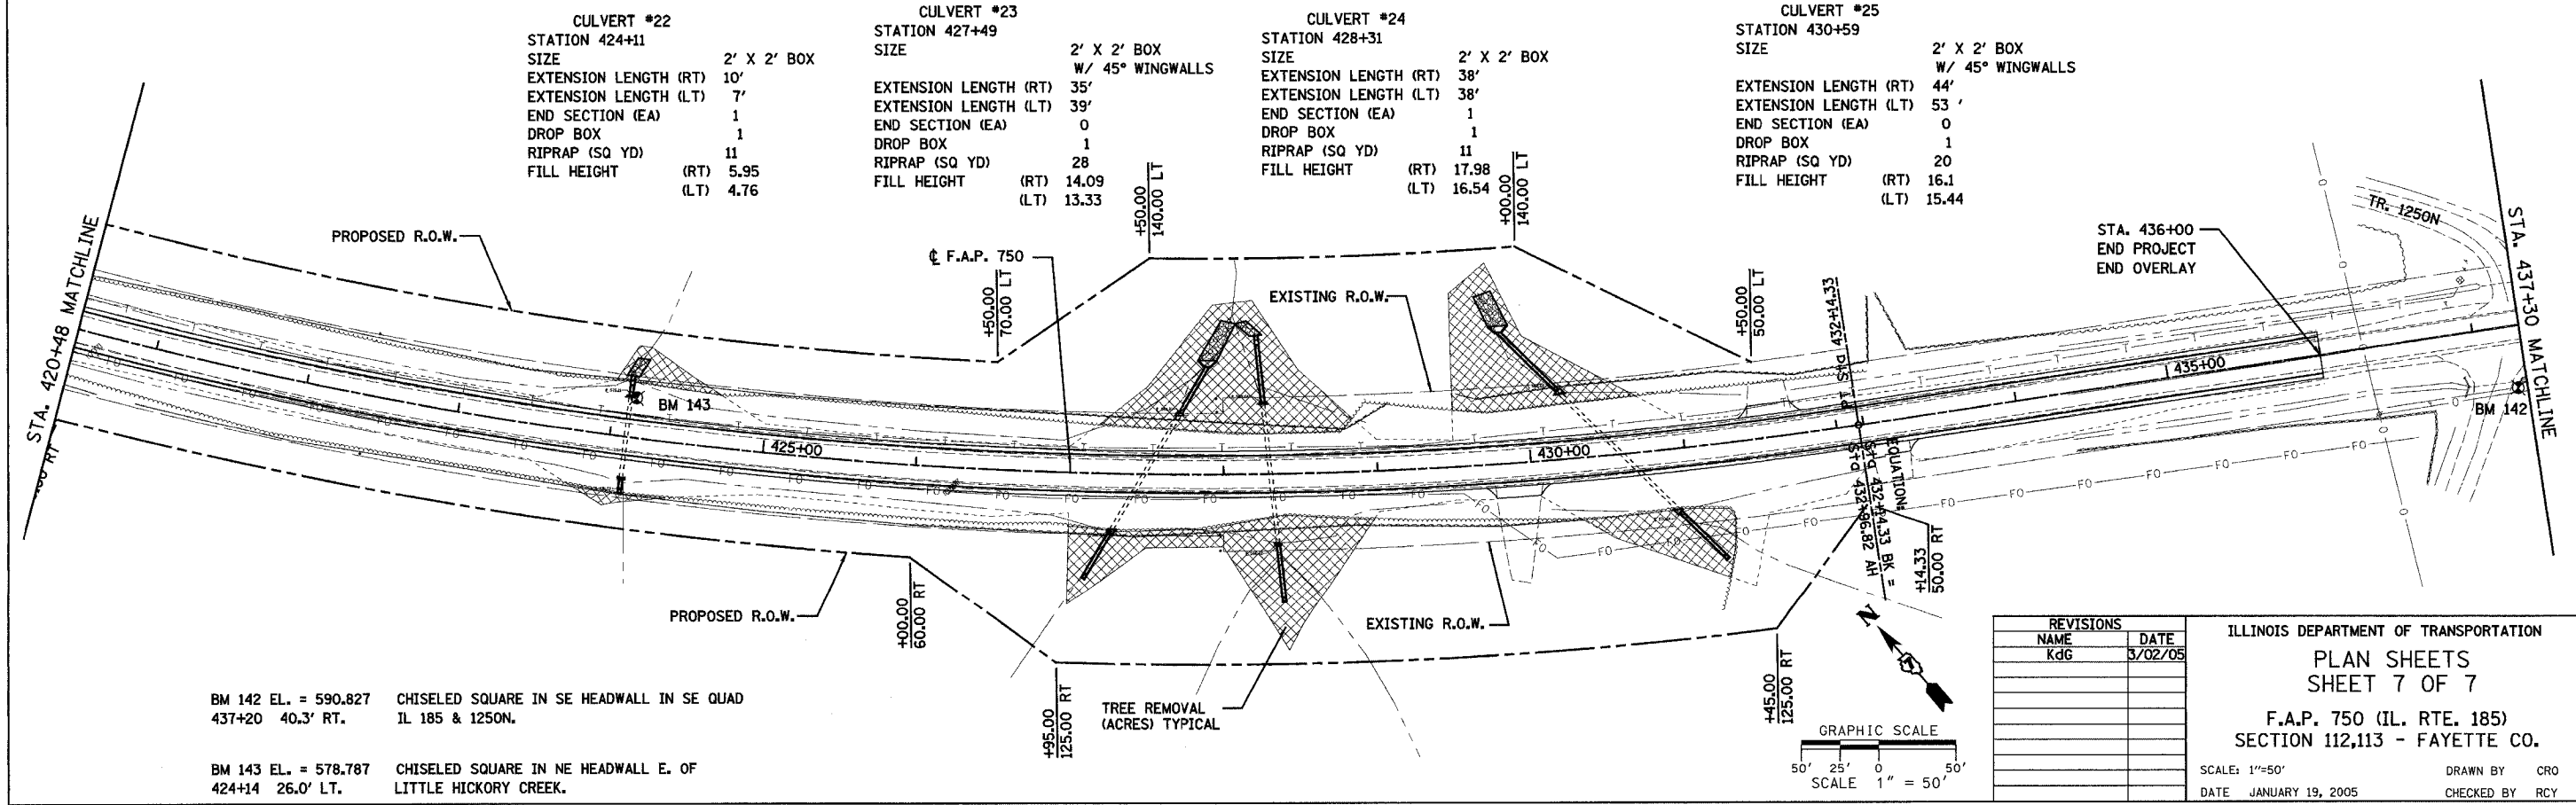 CULVERT #22
STATION 424+11
SIZE 2' X 2' BOX
EXTENSION LENGTH (RT) 10'
EXTENSION LENGTH (LT) 7'
END SECTION (EA) 1
DROP BOX 1
RIPRAP (SQ YD) 11
FILL HEIGHT (RT) 5.95
(LT) 4.76
CULVERT #23
STATION 427+49
SIZE 2' X 2' BOX
W/ 45° WINGWALLS
EXTENSION LENGTH (RT) 35'
EXTENSION LENGTH (LT) 39'
END SECTION (EA) 0
DROP BOX 1
RIPRAP (SQ YD) 28
FILL HEIGHT (RT) 14.09
(LT) 13.33
CULVERT #24
STATION 428+31
SIZE 2' X 2' BOX
EXTENSION LENGTH (RT) 38'
EXTENSION LENGTH (LT) 38'
END SECTION (EA) 1
DROP BOX 1
RIPRAP (SQ YD) 11
FILL HEIGHT (RT) 17.98
(LT) 16.54
CULVERT #25
STATION 430+59
SIZE 2' X 2' BOX
W/ 45° WINGWALLS
EXTENSION LENGTH (RT) 44'
EXTENSION LENGTH (LT) 53 '
END SECTION (EA) 0
DROP BOX 1
RIPRAP (SQ YD) 20
FILL HEIGHT (RT) 16.1
(LT) 15.44
STA. 420+48 MATCHLINE
PROPOSED R.O.W.
℄ F.A.P. 750
+50.00
70.00 LT
+50.00
140.00 LT
EXISTING R.O.W.
+00.00
140.00 LT
+50.00
50.00 LT
STA. 436+00
END PROJECT
END OVERLAY
TR. 1250N
STA. 437+30 MATCHLINE
BM 143
BM 142
425+00
430+00
435+00
P.I. Sta 432+14.33
EQUATION:
Sta 432+14.33 BK =
Sta 432+96.82 AH
+14.33
50.00 RT
PROPOSED R.O.W.
+00.00
60.00 RT
+95.00
125.00 RT
TREE REMOVAL
(ACRES) TYPICAL
EXISTING R.O.W.
+45.00
125.00 RT
N
BM 142 EL. = 590.827 CHISELED SQUARE IN SE HEADWALL IN SE QUAD
437+20 40.3' RT. IL 185 & 1250N.
BM 143 EL. = 578.787 CHISELED SQUARE IN NE HEADWALL E. OF
424+14 26.0' LT. LITTLE HICKORY CREEK.
GRAPHIC SCALE
50' 25' 0 50'
SCALE 1" = 50'
REVISIONS
NAME DATE
KdG 3/02/05
ILLINOIS DEPARTMENT OF TRANSPORTATION
PLAN SHEETS
SHEET 7 OF 7
F.A.P. 750 (IL. RTE. 185)
SECTION 112,113 - FAYETTE CO.
SCALE: 1"=50' DRAWN BY CRO
DATE JANUARY 19, 2005 CHECKED BY RCY